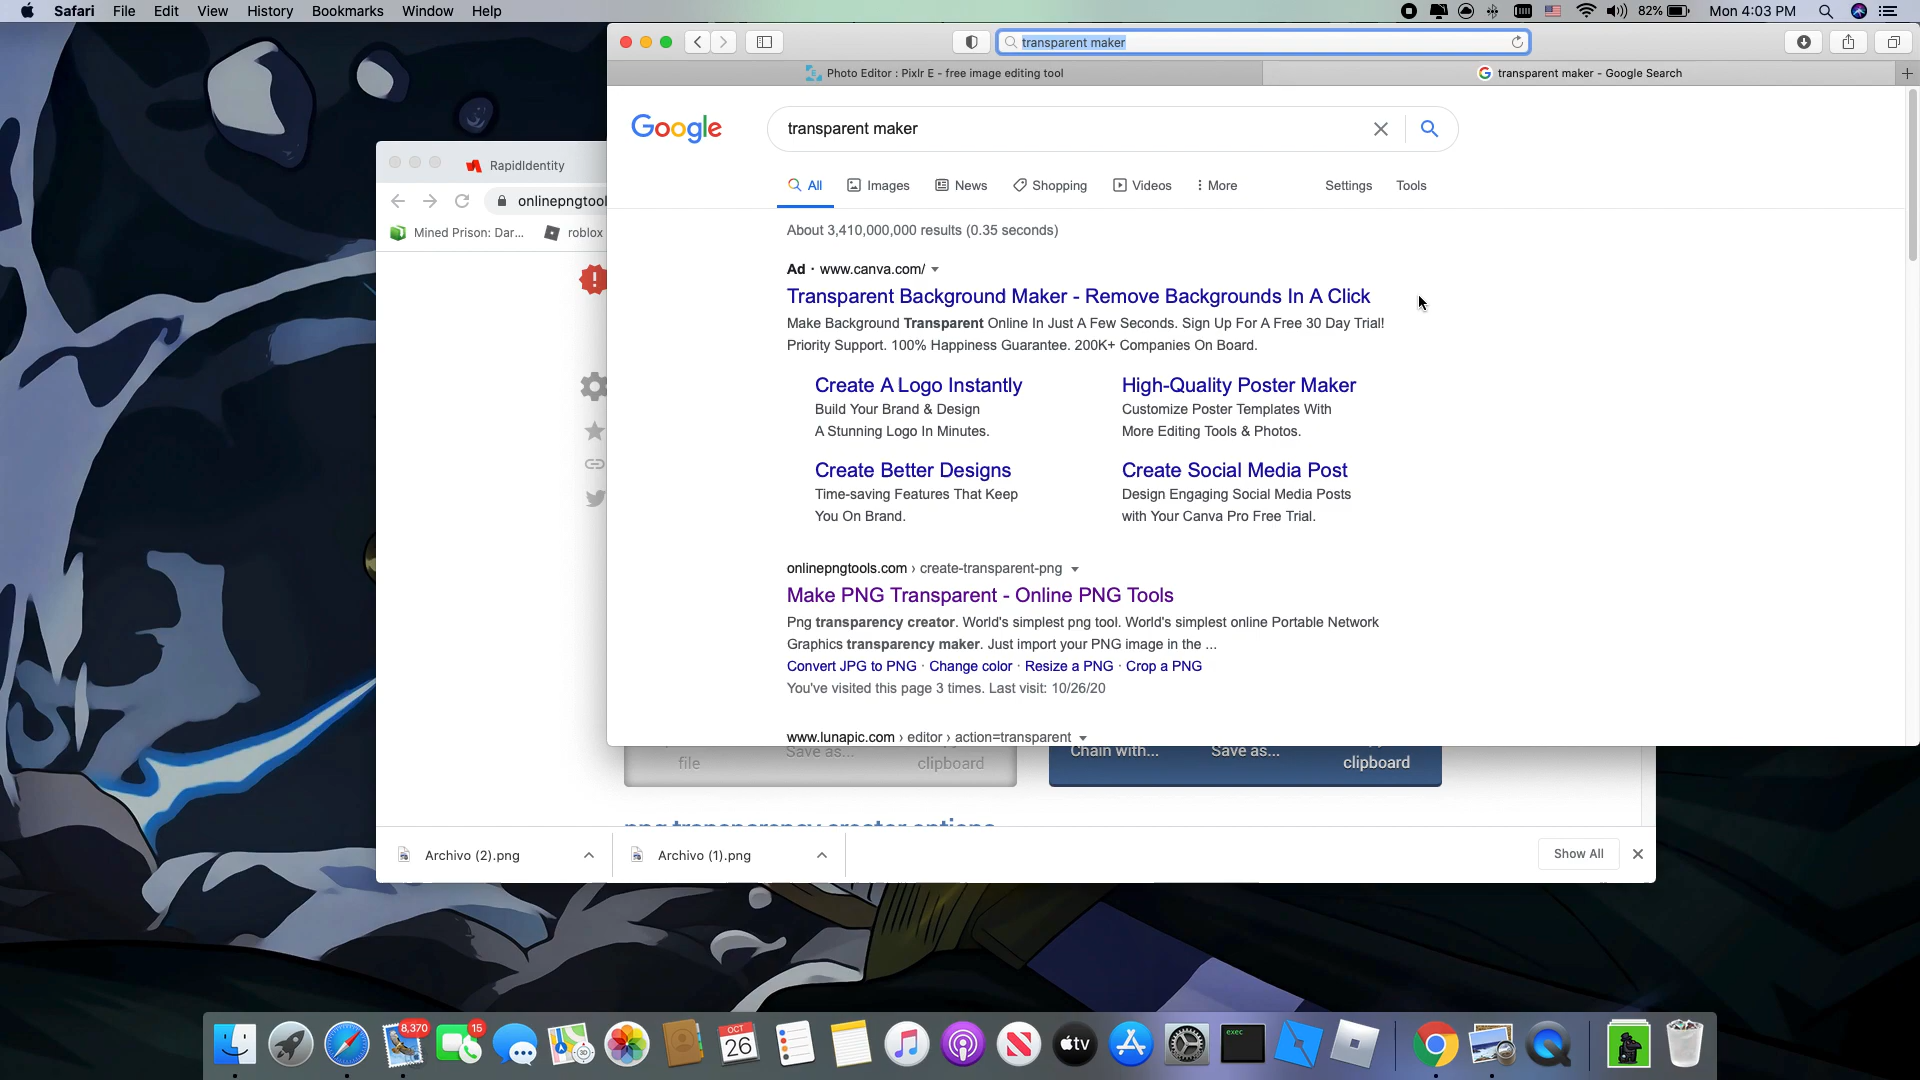 Safari File Edit View History Bookmarks Window Help
82% Mon 4:03 PM
transparent maker
Photo Editor : Pixlr E - free image editing tool
transparent maker - Google Search
Google
transparent maker
All Images News Shopping Videos More Settings Tools
About 3,410,000,000 results (0.35 seconds)
Ad · www.canva.com/
Transparent Background Maker - Remove Backgrounds In A Click
Make Background Transparent Online In Just A Few Seconds. Sign Up For A Free 30 Day Trial!
Priority Support. 100% Happiness Guarantee. 200K+ Companies On Board.
Create A Logo Instantly
Build Your Brand & Design
A Stunning Logo In Minutes.
High-Quality Poster Maker
Customize Poster Templates With
More Editing Tools & Photos.
Create Better Designs
Time-saving Features That Keep
You On Brand.
Create Social Media Post
Design Engaging Social Media Posts
with Your Canva Pro Free Trial.
onlinepngtools.com › create-transparent-png
Make PNG Transparent - Online PNG Tools
Png transparency creator. World's simplest png tool. World's simplest online Portable Network
Graphics transparency maker. Just import your PNG image in the ...
Convert JPG to PNG · Change color · Resize a PNG · Crop a PNG
You've visited this page 3 times. Last visit: 10/26/20
www.lunapic.com › editor › action=transparent
RapidIdentity
onlinepngtool
Mined Prison: Dar... roblox
file Save as... clipboard
Chain with... Save as... clipboard
png transparency creator options
Archivo (2).png
Archivo (1).png
Show All
8,370
15
OCT
26
3D
tv
exec